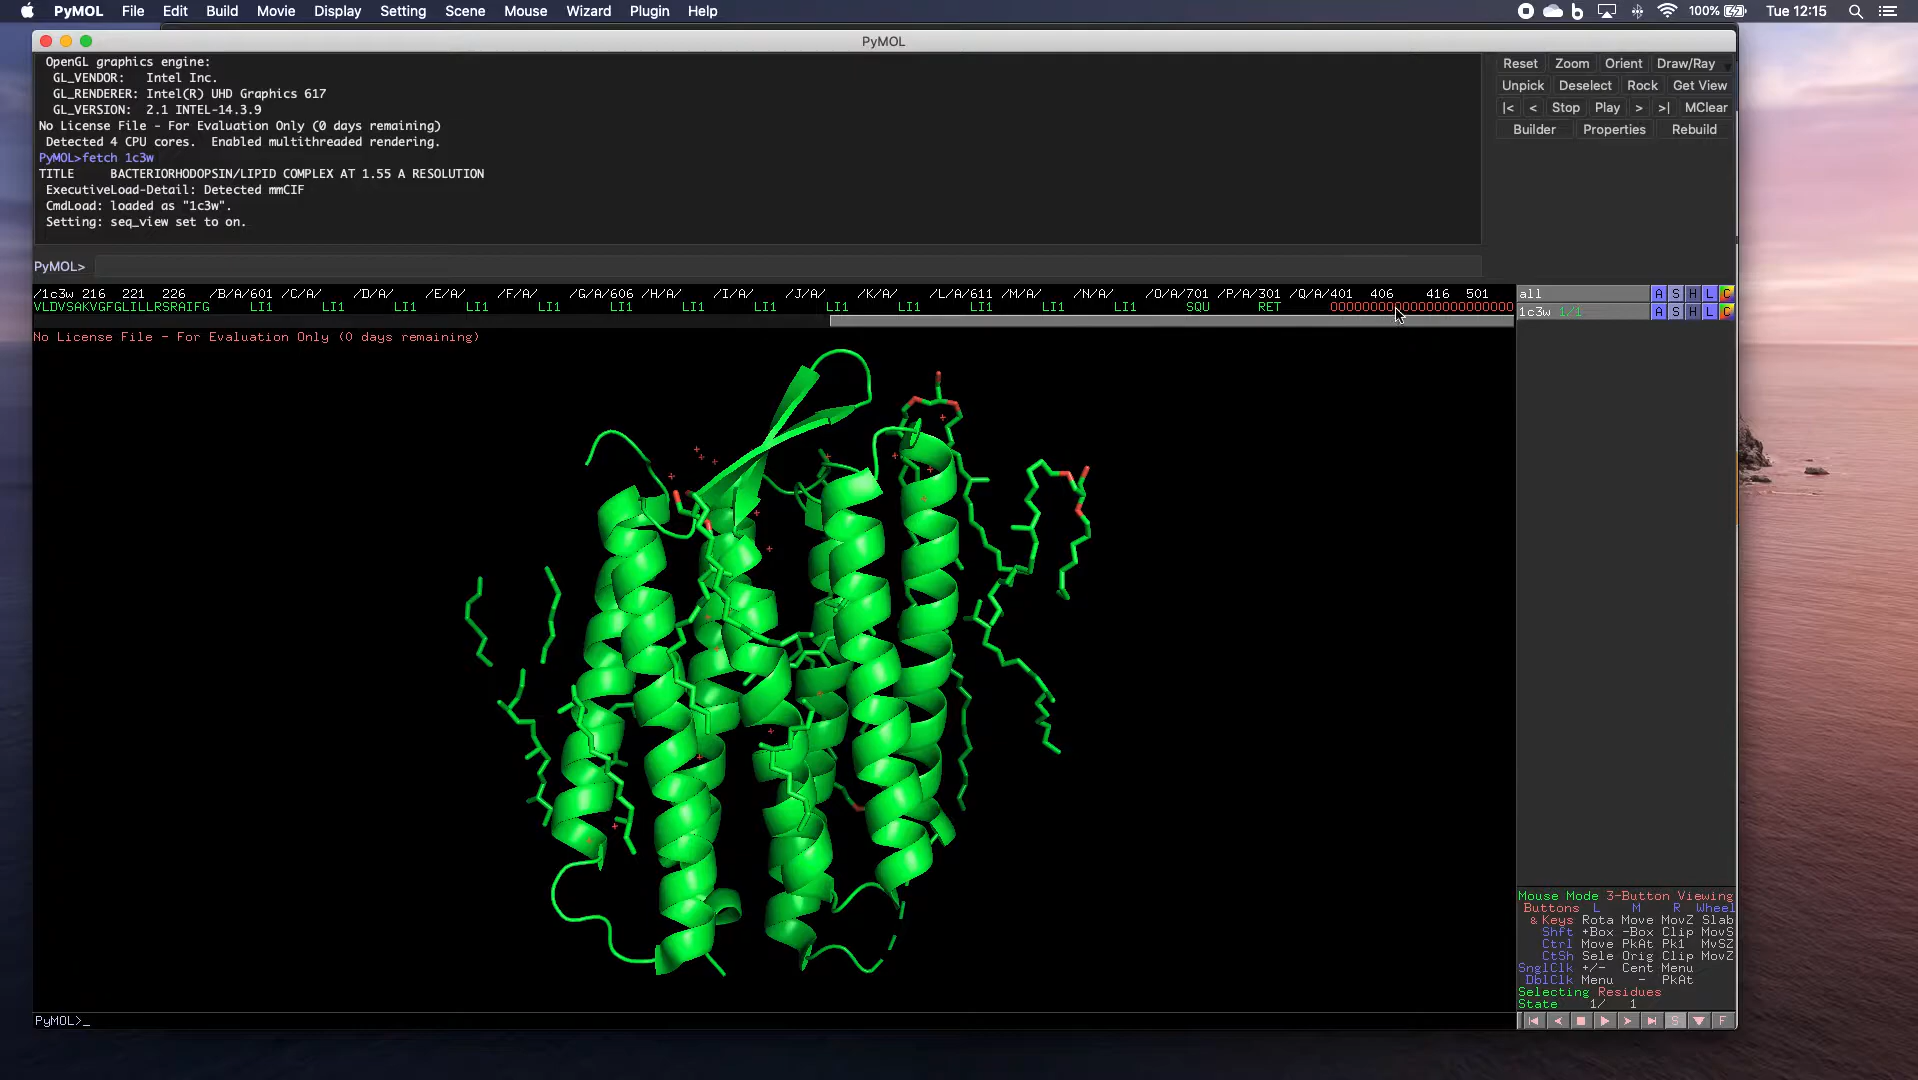 PyMOL File Edit Build Movie Display Setting Scene Mouse Wizard Plugin Help 100% Tue 12:15
PyMOL
OpenGL graphics engine:
GL_VENDOR: Intel Inc.
GL_RENDERER: Intel(R) UHD Graphics 617
GL_VERSION: 2.1 INTEL-14.3.9
No License File - For Evaluation Only (0 days remaining)
Detected 4 CPU cores. Enabled multithreaded rendering.
PyMOL>fetch 1c3w
TITLE BACTERIORHODOPSIN/LIPID COMPLEX AT 1.55 A RESOLUTION
ExecutiveLoad-Detail: Detected mmCIF
CmdLoad: loaded as "1c3w".
Setting: seq_view set to on.
PyMOL>
Reset Zoom Orient Draw/Ray
Unpick Deselect Rock Get View
|< < Stop Play > >| MClear
Builder Properties Rebuild
/1c3w 216 221 226 /B/A/601 /C/A/ /D/A/ /E/A/ /F/A/ /G/A/606 /H/A/ /I/A/ /J/A/ /K/A/ /L/A/611 /M/A/ /N/A/ /O/A/701 /P/A/301 /Q/A/401 406 416 501
VLDVSAKVGFGLILLRSRAIFG LI1 LI1 LI1 LI1 LI1 LI1 LI1 LI1 LI1 LI1 LI1 LI1 LI1 SQU RET OOOOOOOOOOOOOOOOOOOOOOO
all A S H L C
1c3w 1/1 A S H L C
No License File - For Evaluation Only (0 days remaining)
Mouse Mode 3-Button Viewing
Buttons L M R Wheel
& Keys Rota Move MovZ Slab
Shft +Box -Box Clip MovS
Ctrl Move PkAt Pk1 MvSZ
CtSh Sele Orig Clip MovZ
SnglClk +/- Cent Menu
DblClk Menu - PkAt
Selecting Residues
State 1/ 1
PyMOL>_
S F